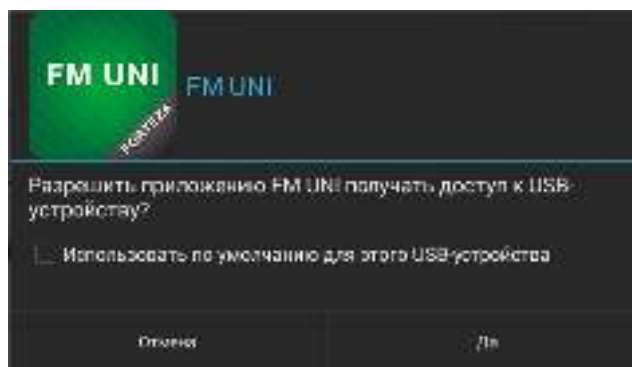 FM UNI
FORTEZA
FM UNI
Разрешить приложению FM UNI получать доступ к USB-
устройству?
Использовать по умолчанию для этого USB-устройства
Отмена
Да